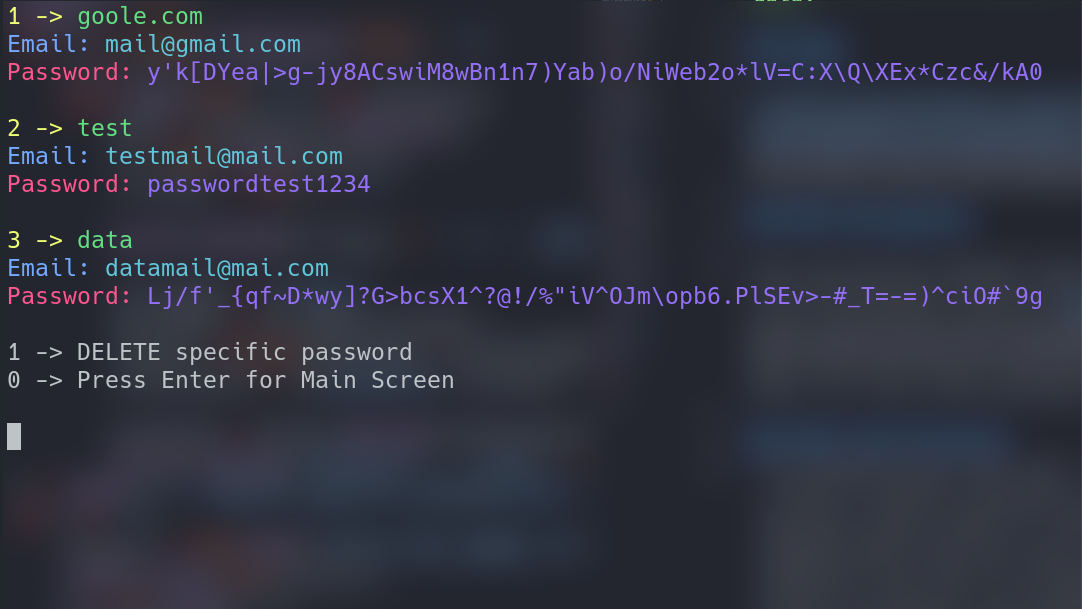 1 -> goole.com
Email: mail@gmail.com
Password: y'k[DYea|>g-jy8ACswiM8wBn1n7)Yab)o/NiWeb2o*lV=C:X\Q\XEx*Czc&/kA0
2 -> test
Email: testmail@mail.com
Password: passwordtest1234
3 -> data
Email: datamail@mai.com
Password: Lj/f'_{qf~D*wy]?G>bcsX1^?@!/%"iV^OJm\opb6.PlSEv>-#_T=-=)^ciO#`9g
1 -> DELETE specific password
0 -> Press Enter for Main Screen